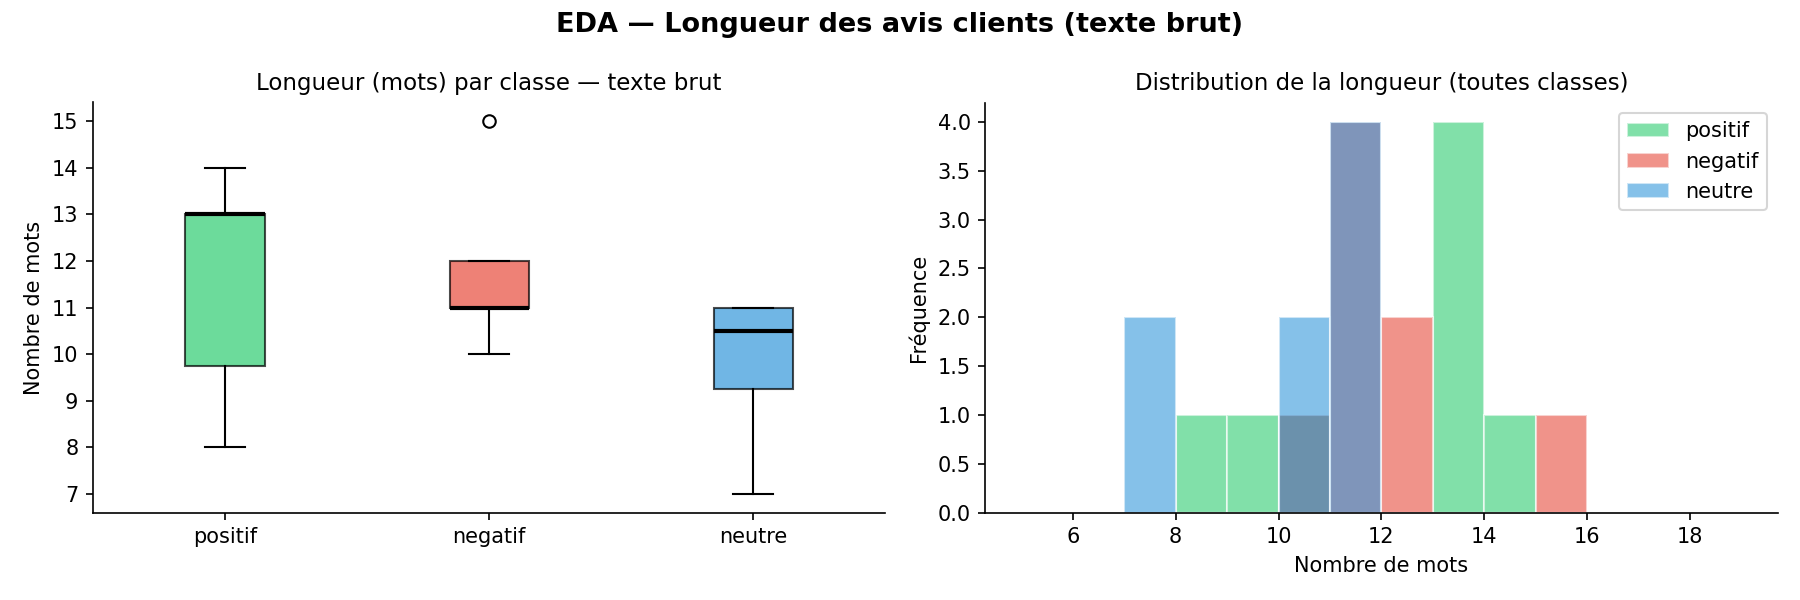 EDA — Longueur des avis clients (texte brut)
Longueur (mots) par classe — texte brut
Nombre de mots
15
14
13
12
11
10
9
8
7
positif
negatif
neutre
Distribution de la longueur (toutes classes)
Fréquence
4.0
3.5
3.0
2.5
2.0
1.5
1.0
0.5
0.0
6
8
10
12
14
16
18
Nombre de mots
positif
negatif
neutre